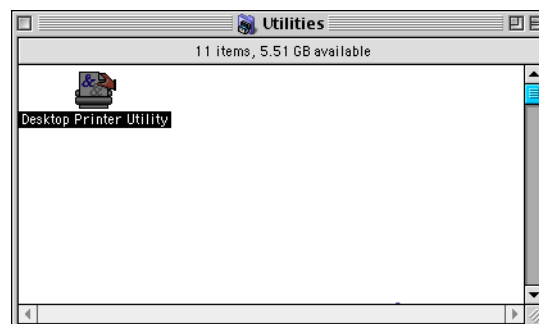 Utilities
11 items, 5.51 GB available
Desktop Printer Utility